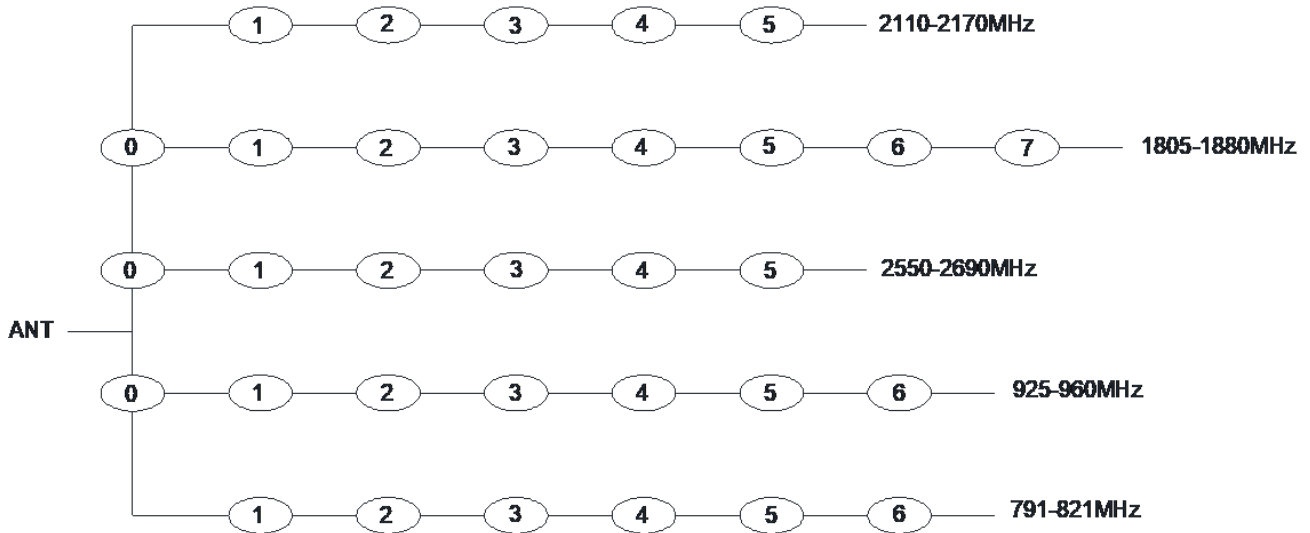 1 2 3 4 5 2110-2170MHz
0 1 2 3 4 5 6 7 1805-1880MHz
0 1 2 3 4 5 2550-2690MHz
ANT
0 1 2 3 4 5 6 925-960MHz
1 2 3 4 5 6 791-821MHz